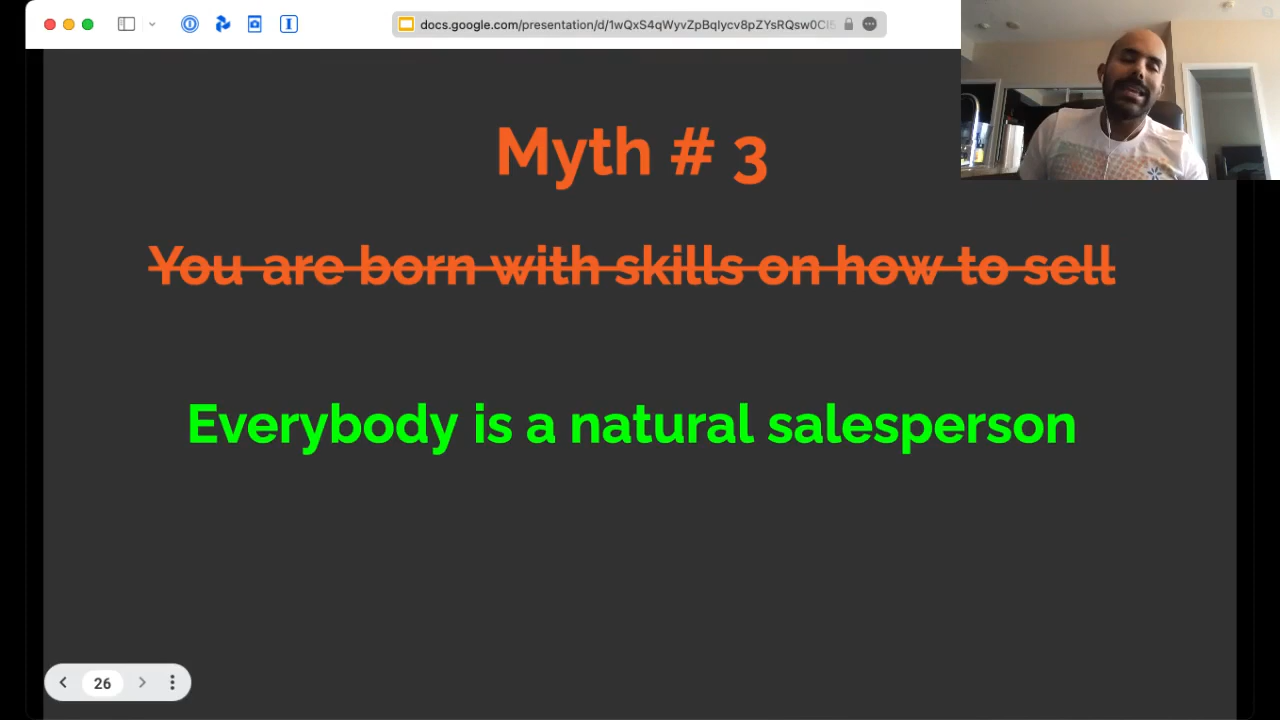 docs.google.com/presentation/d/1wQxS4qWyvZpBqlycv8pZYsRQsw0Cl5
Myth # 3
You are born with skills on how to sell
Everybody is a natural salesperson
26